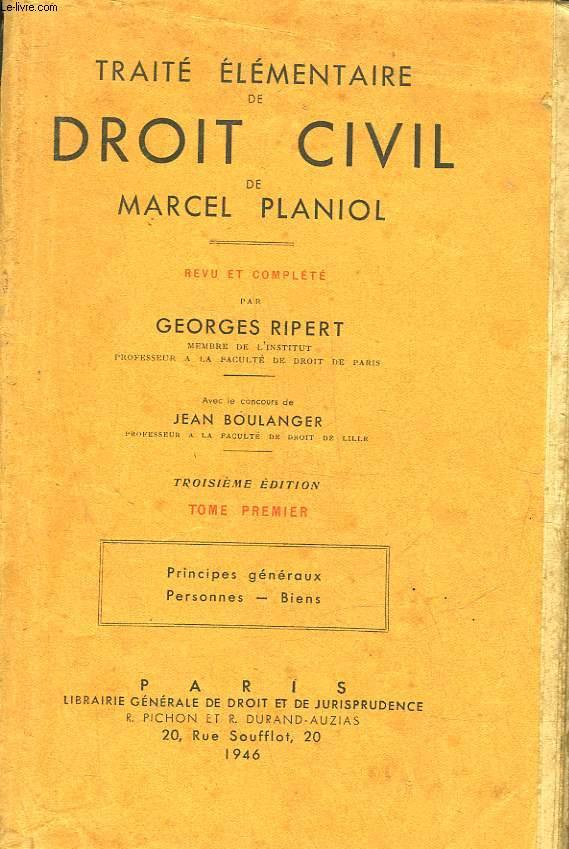 Le-livre.com
TRAITÉ ÉLÉMENTAIRE
DE
DROIT CIVIL
DE
MARCEL PLANIOL
REVU ET COMPLÉTÉ
PAR
GEORGES RIPERT
MEMBRE DE L'INSTITUT
PROFESSEUR A LA FACULTÉ DE DROIT DE PARIS
Avec le concours de
JEAN BOULANGER
PROFESSEUR A LA FACULTÉ DE DROIT DE LILLE
TROISIÈME ÉDITION
TOME PREMIER
Principes généraux
Personnes — Biens
PARIS
LIBRAIRIE GÉNÉRALE DE DROIT ET DE JURISPRUDENCE
R. PICHON ET R. DURAND-AUZIAS
20, Rue Soufflot, 20
1946